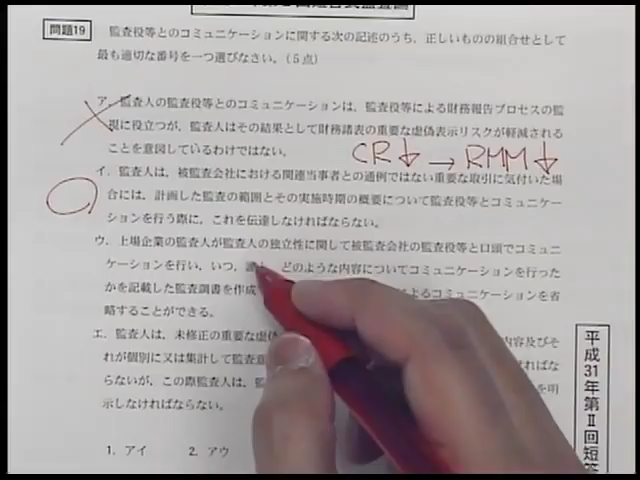 問題19 監査役等とのコミュニケーションに関する次の記述のうち，正しいものの組合せとして
最も適切な番号を一つ選びなさい。（5点）
ア．監査人の監査役等とのコミュニケーションは，監査役等による財務報告プロセスの監
視に役立つが，監査人はその結果として財務諸表の重要な虚偽表示リスクが軽減される
ことを意図しているわけではない。
CR↓→RMM↓
イ．監査人は，被監査会社における関連当事者との通例ではない重要な取引に気付いた場
合には，計画した監査の範囲とその実施時期の概要について監査役等とコミュニケー
ションを行う際に，これを伝達しなければならない。
ウ．上場企業の監査人が監査人の独立性に関して被監査会社の監査役等と口頭でコミュニ
ケーションを行い，いつ，どのような内容についてコミュニケーションを行った
かを記載した監査調書を作成 よるコミュニケーションを省
略することができる。
エ．監査人は，未修正の重要な虚偽 内容及びそ
れが個別に又は集計して監査意 ければな
らないが，この際監査人は， を明
示しなければならない。
1．アイ 2．アウ
平成31年第Ⅱ回短答